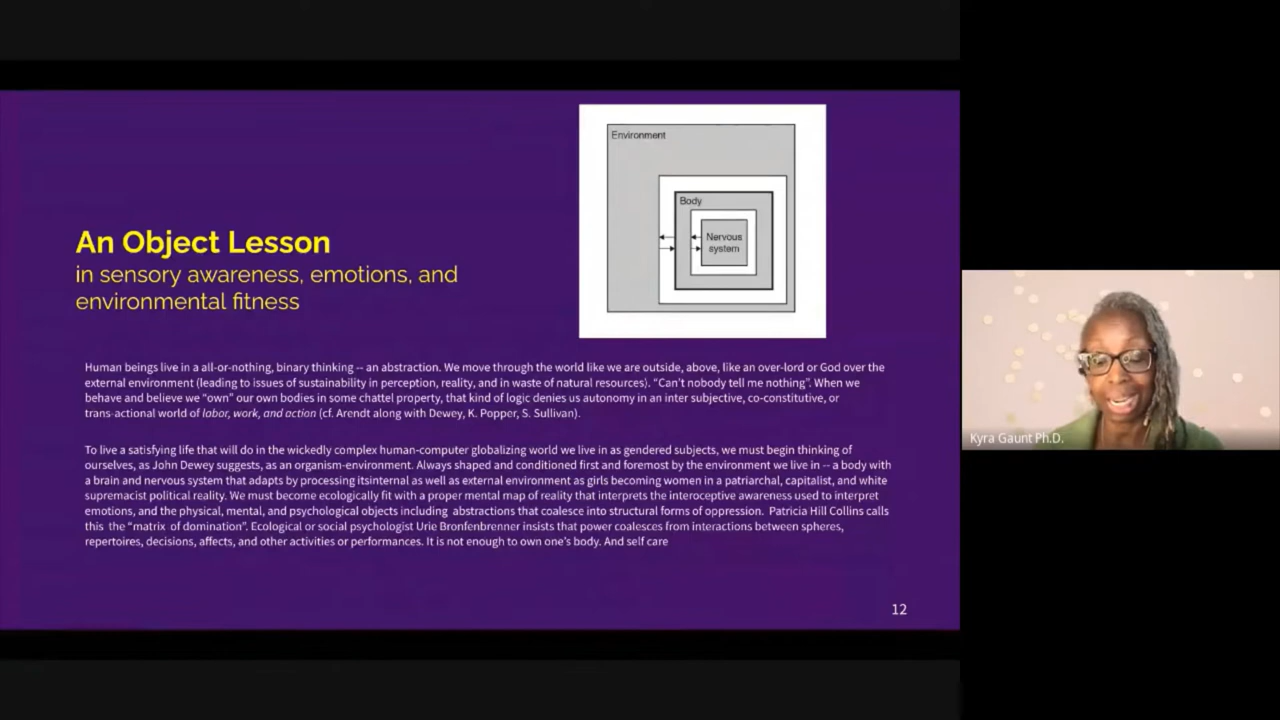 Environment
Body
Nervous
system
An Object Lesson
in sensory awareness, emotions, and
environmental fitness
Human beings live in a all-or-nothing, binary thinking -- an abstraction. We move through the world like we are outside, above, like an over-lord or God over the
external environment (leading to issues of sustainability in perception, reality, and in waste of natural resources). “Can’t nobody tell me nothing”. When we
behave and believe we “own” our own bodies in some chattel property, that kind of logic denies us autonomy in an inter subjective, co-constitutive, or
trans-actional world of labor, work, and action (cf. Arendt along with Dewey, K. Popper, S. Sullivan).
To live a satisfying life that will do in the wickedly complex human-computer globalizing world we live in as gendered subjects, we must begin thinking of
ourselves, as John Dewey suggests, as an organism-environment. Always shaped and conditioned first and foremost by the environment we live in -- a body with
a brain and nervous system that adapts by processing itsinternal as well as external environment as girls becoming women in a patriarchal, capitalist, and white
supremacist political reality. We must become ecologically fit with a proper mental map of reality that interprets the interoceptive awareness used to interpret
emotions, and the physical, mental, and psychological objects including abstractions that coalesce into structural forms of oppression. Patricia Hill Collins calls
this the “matrix of domination”. Ecological or social psychologist Urie Bronfenbrenner insists that power coalesces from interactions between spheres,
repertoires, decisions, affects, and other activities or performances. It is not enough to own one’s body. And self care
12
Kyra Gaunt Ph.D.